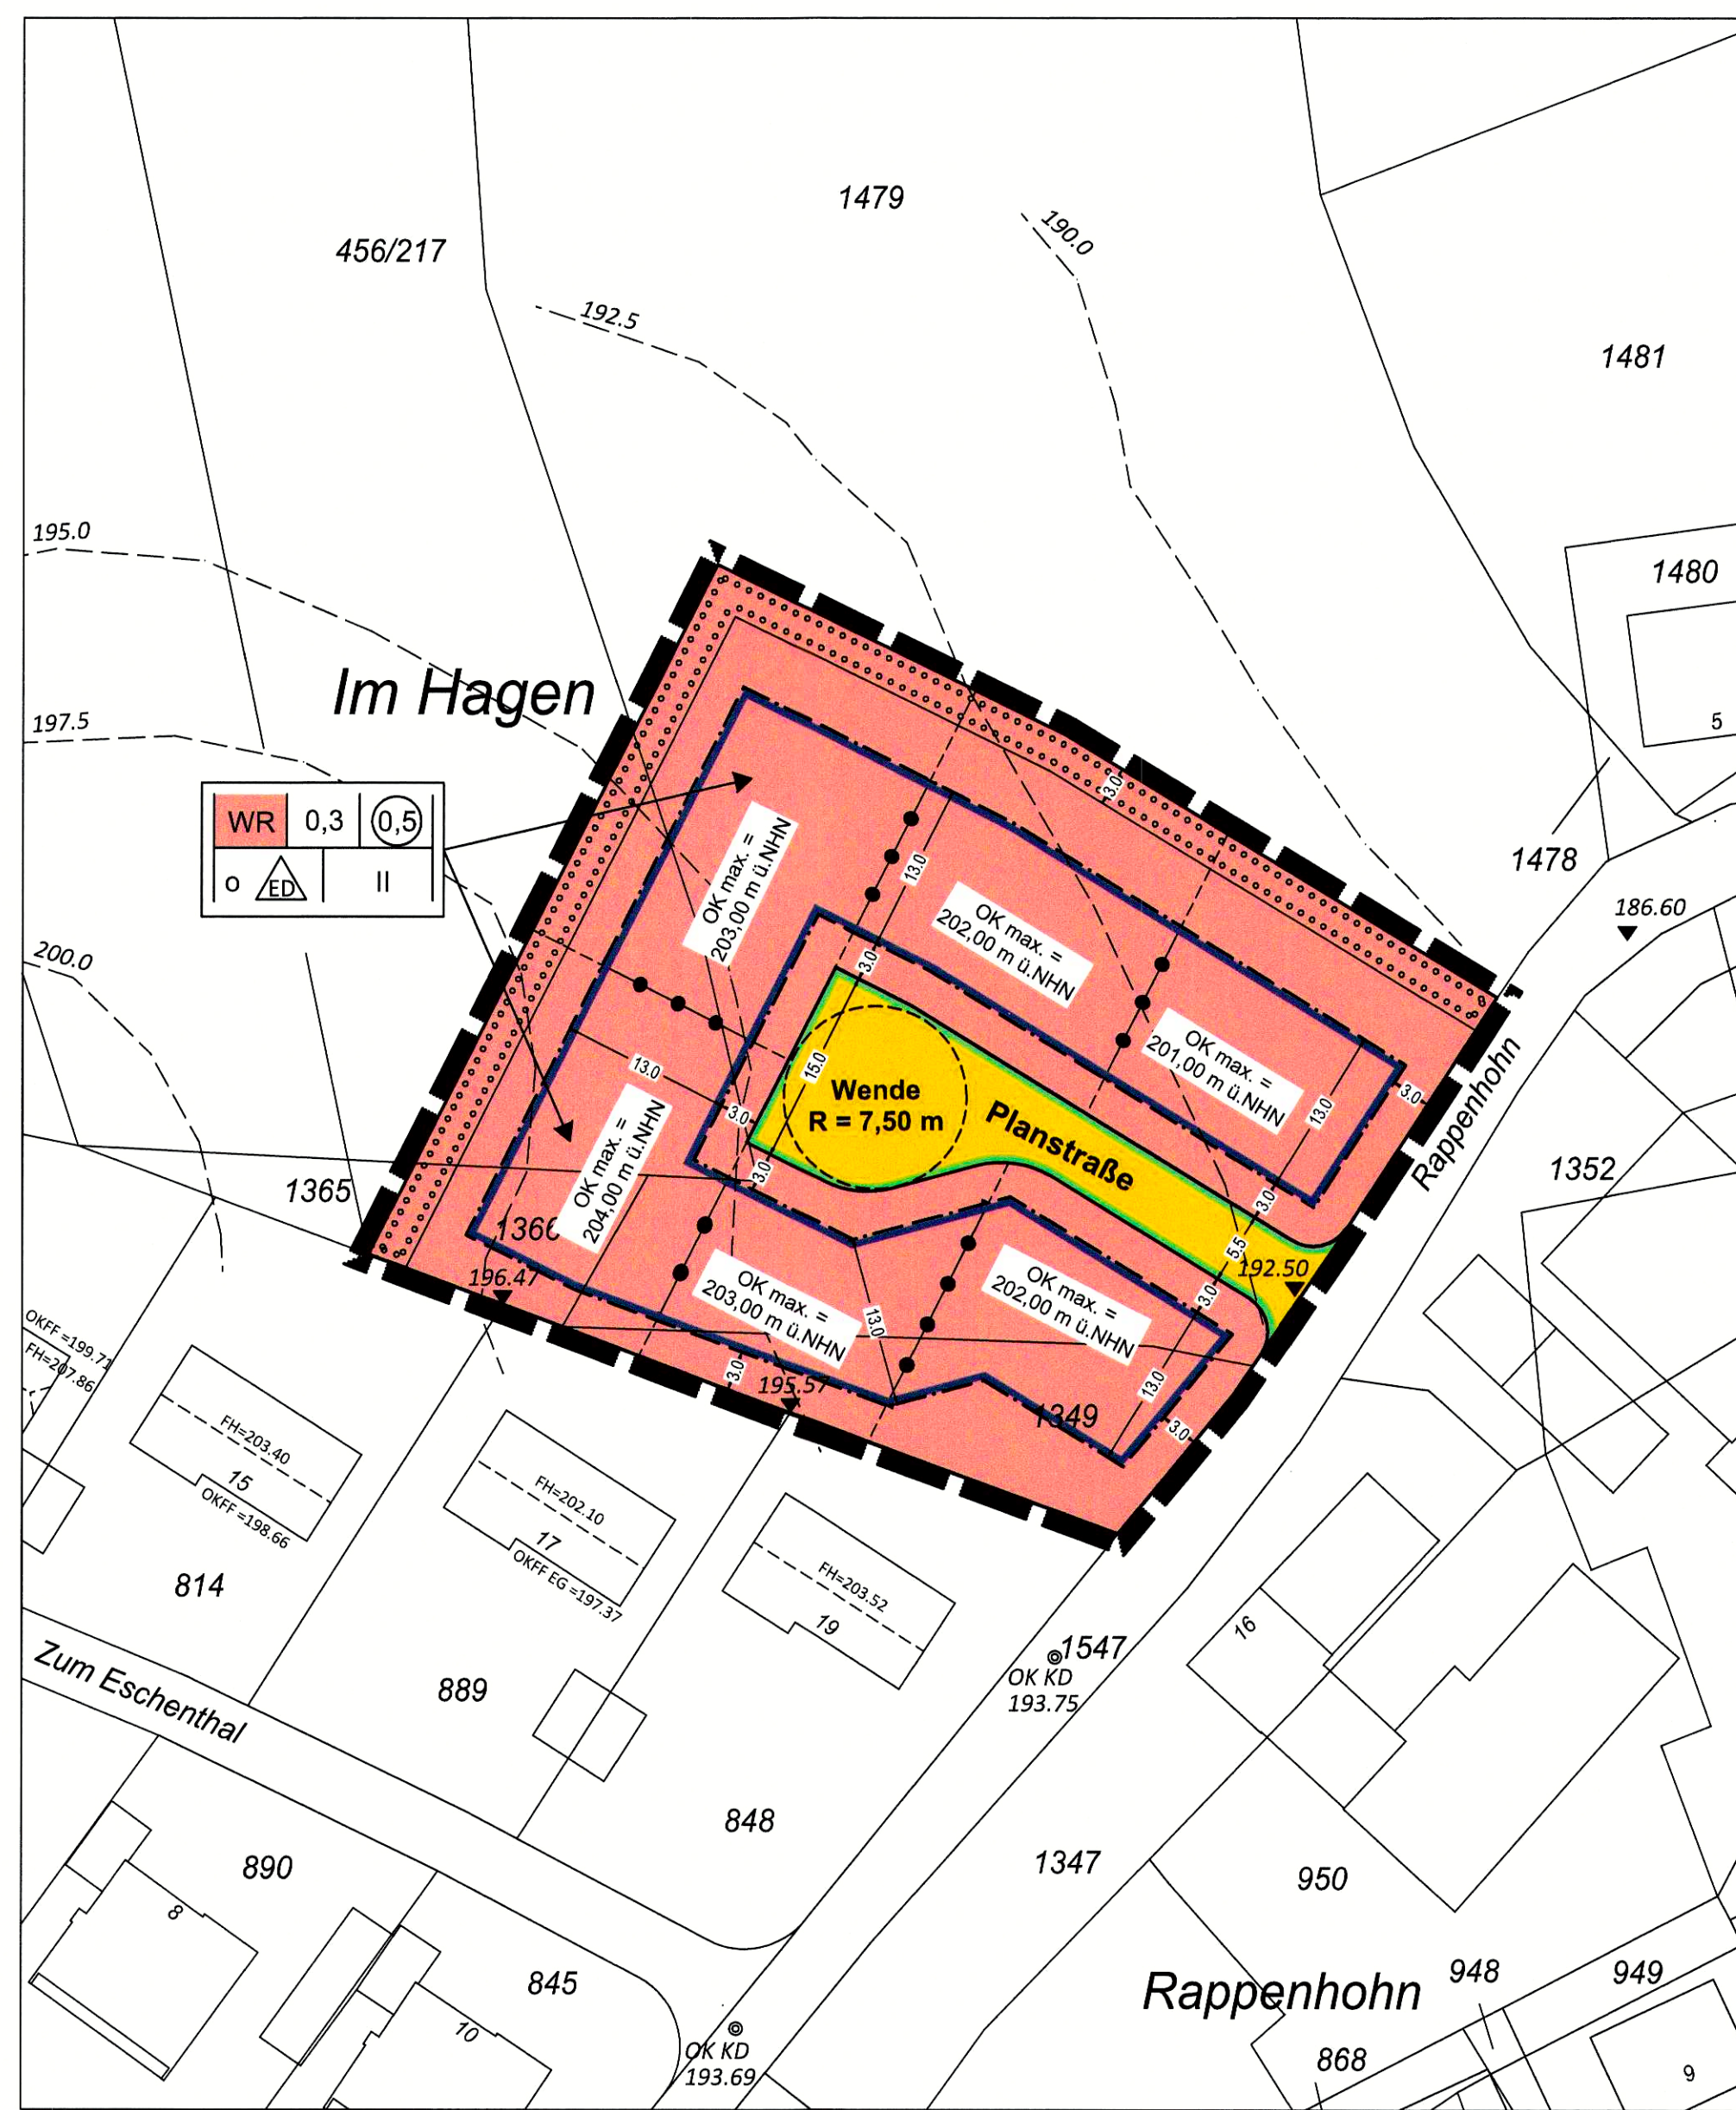 1479
190.0
456/217
192.5
1481
195.0
1480
5
Im Hagen
197.5
WR 0,3 0,5
o ED II
1478
186.60
200.0
3.0
13.0
OK max. =
203,00 m ü.NHN
OK max. =
202,00 m ü.NHN
3.0
OK max. =
201,00 m ü.NHN
15.0
13.0
3.0
Wende
R = 7,50 m
Planstraße
13.0
3.0
Rappenhohn
1352
1365
OK max. =
204,00 m ü.NHN
1366
3.0
3.0
5.5
192.50
196.47
OK max. =
203,00 m ü.NHN
13.0
OK max. =
202,00 m ü.NHN
3.0
3.0
195.57
13.0
1349
3.0
OKFF =199.71
FH=207.86
FH=203.40
15
OKFF =198.66
FH=202.10
17
OKFF EG =197.37
FH=203.52
19
814
16
1547
OK KD
193.75
Zum Eschenthal
889
848
1347
950
890
8
845
10
Rappenhohn
948
949
868
9
OK KD
193.69